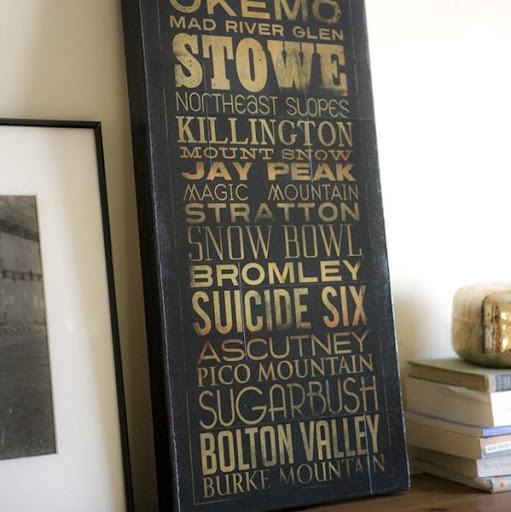 OKEMO
MAD RIVER GLEN
STOWE
NORTHEAST SLOPES
KILLINGTON
MOUNT SNOW
JAY PEAK
MAGIC MOUNTAIN
STRATTON
SNOW BOWL
BROMLEY
SUICIDE SIX
ASCUTNEY
PICO MOUNTAIN
SUGARBUSH
BOLTON VALLEY
BURKE MOUNTAIN